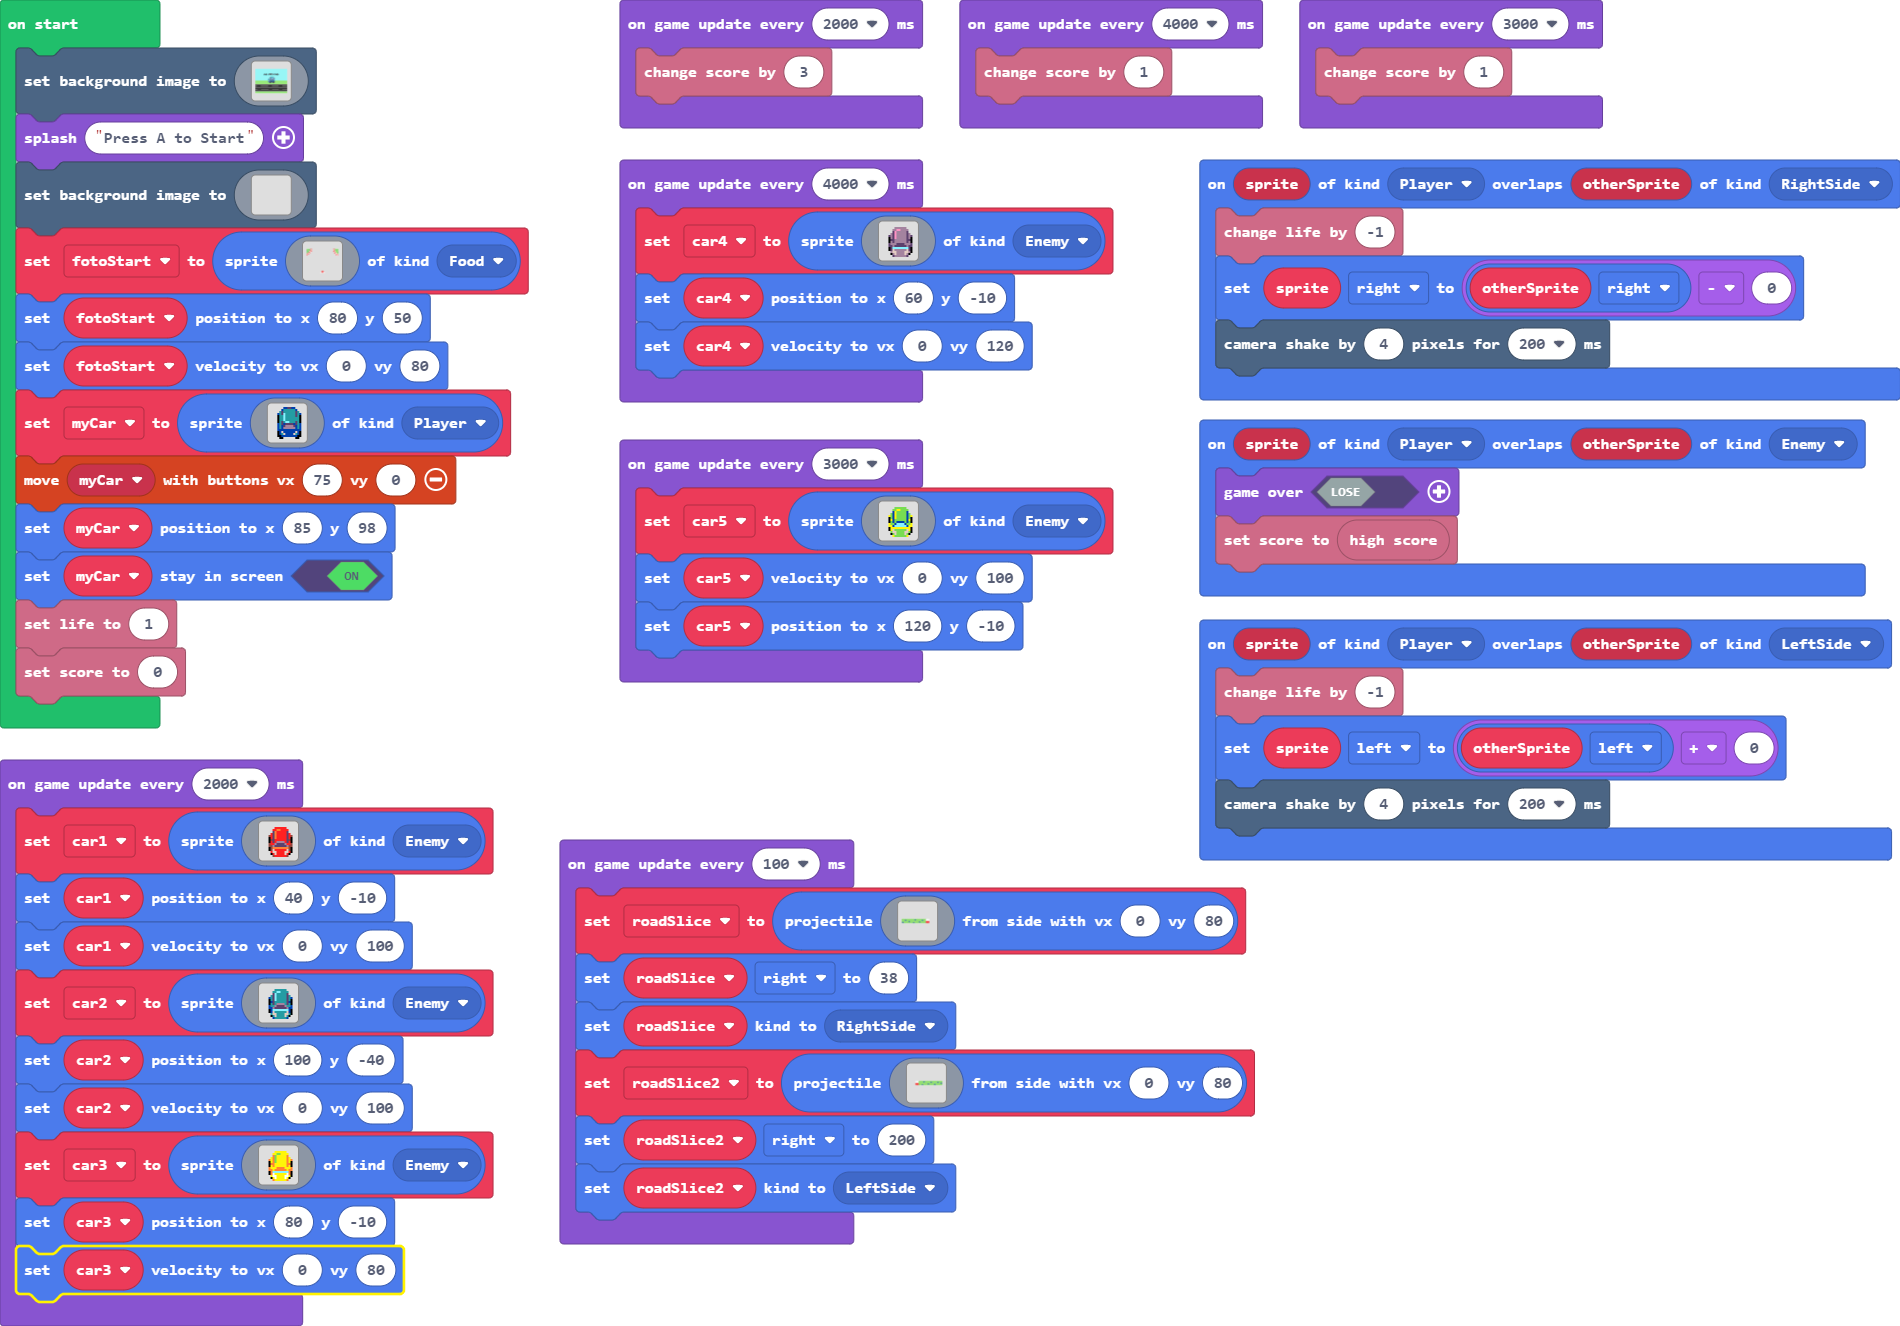 on start
set background image to
splash "Press A to Start"
set background image to
set fotoStart to sprite of kind Food
set fotoStart position to x 80 y 50
set fotoStart velocity to vx 0 vy 80
set myCar to sprite of kind Player
move myCar with buttons vx 75 vy 0
set myCar position to x 85 y 98
set myCar stay in screen ON
set life to 1
set score to 0
on game update every 2000 ms
set car1 to sprite of kind Enemy
set car1 position to x 40 y -10
set car1 velocity to vx 0 vy 100
set car2 to sprite of kind Enemy
set car2 position to x 100 y -40
set car2 velocity to vx 0 vy 100
set car3 to sprite of kind Enemy
set car3 position to x 80 y -10
set car3 velocity to vx 0 vy 80
on game update every 2000 ms
change score by 3
on game update every 4000 ms
change score by 1
on game update every 3000 ms
change score by 1
on game update every 4000 ms
set car4 to sprite of kind Enemy
set car4 position to x 60 y -10
set car4 velocity to vx 0 vy 120
on game update every 3000 ms
set car5 to sprite of kind Enemy
set car5 velocity to vx 0 vy 100
set car5 position to x 120 y -10
on game update every 100 ms
set roadSlice to projectile from side with vx 0 vy 80
set roadSlice right to 38
set roadSlice kind to RightSide
set roadSlice2 to projectile from side with vx 0 vy 80
set roadSlice2 right to 200
set roadSlice2 kind to LeftSide
on sprite of kind Player overlaps otherSprite of kind RightSide
change life by -1
set sprite right to otherSprite right - 0
camera shake by 4 pixels for 200 ms
on sprite of kind Player overlaps otherSprite of kind Enemy
game over LOSE
set score to high score
on sprite of kind Player overlaps otherSprite of kind LeftSide
change life by -1
set sprite left to otherSprite left + 0
camera shake by 4 pixels for 200 ms